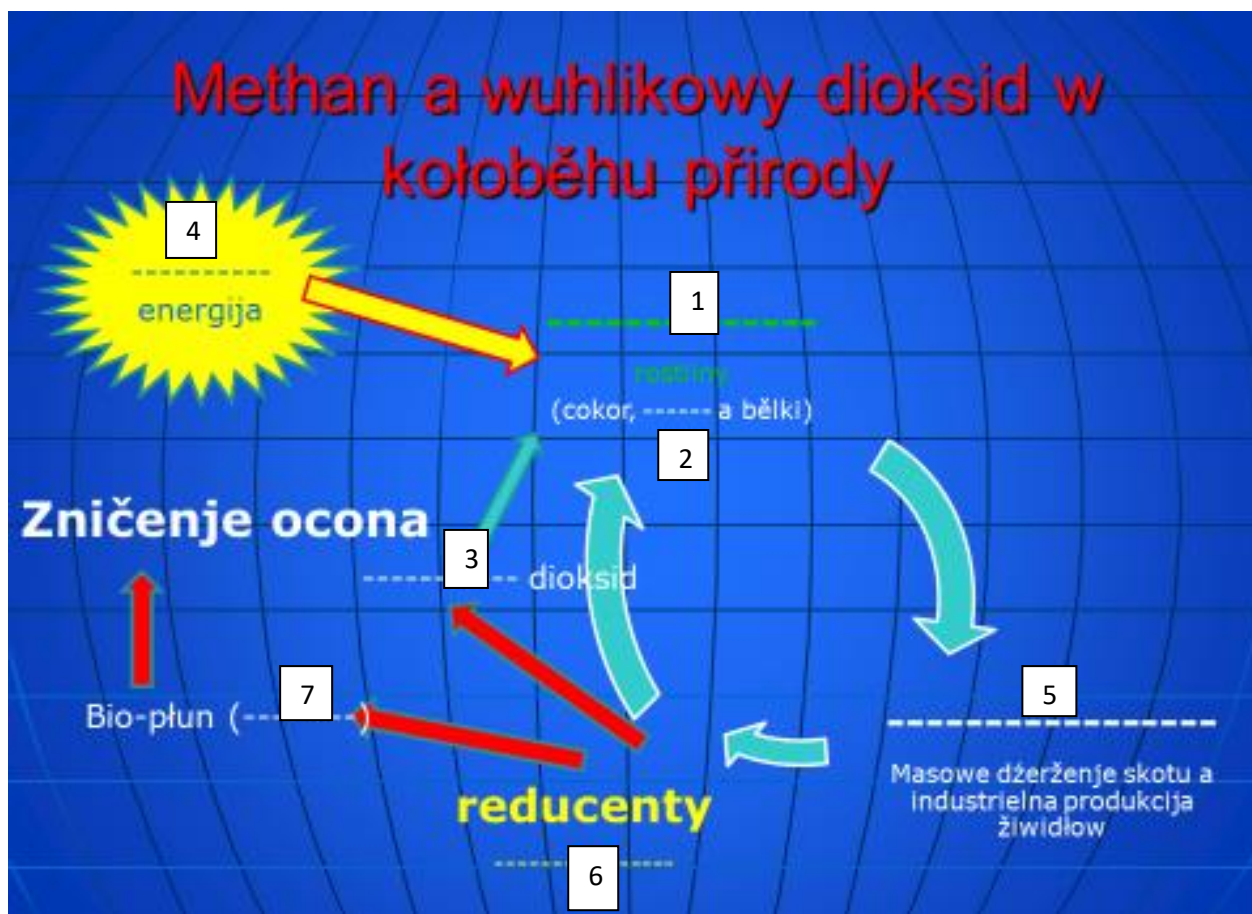 Methan a wuhlikowy dioksid w
kołoběhu přirody
4
----------
energija
1
----------------
rostliny
(cokor, ------ a bělki)
2
Zničenje ocona
3
----------- dioksid
7
Bio-płun (---------)
5
--------------------
Masowe dźerženje skotu a
industrielna produkcija
žiwidłow
reducenty
--------------
6